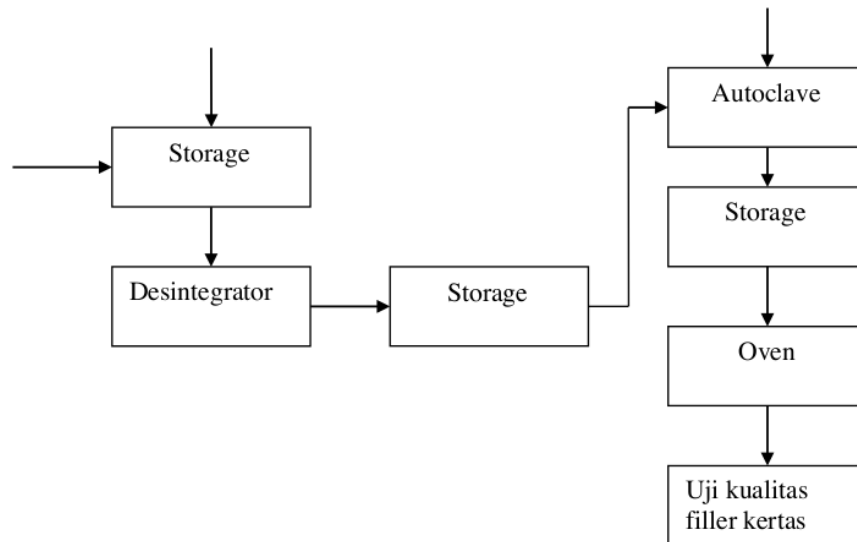 Storage
Desintegrator
Storage
Autoclave
Storage
Oven
Uji kualitas
filler kertas